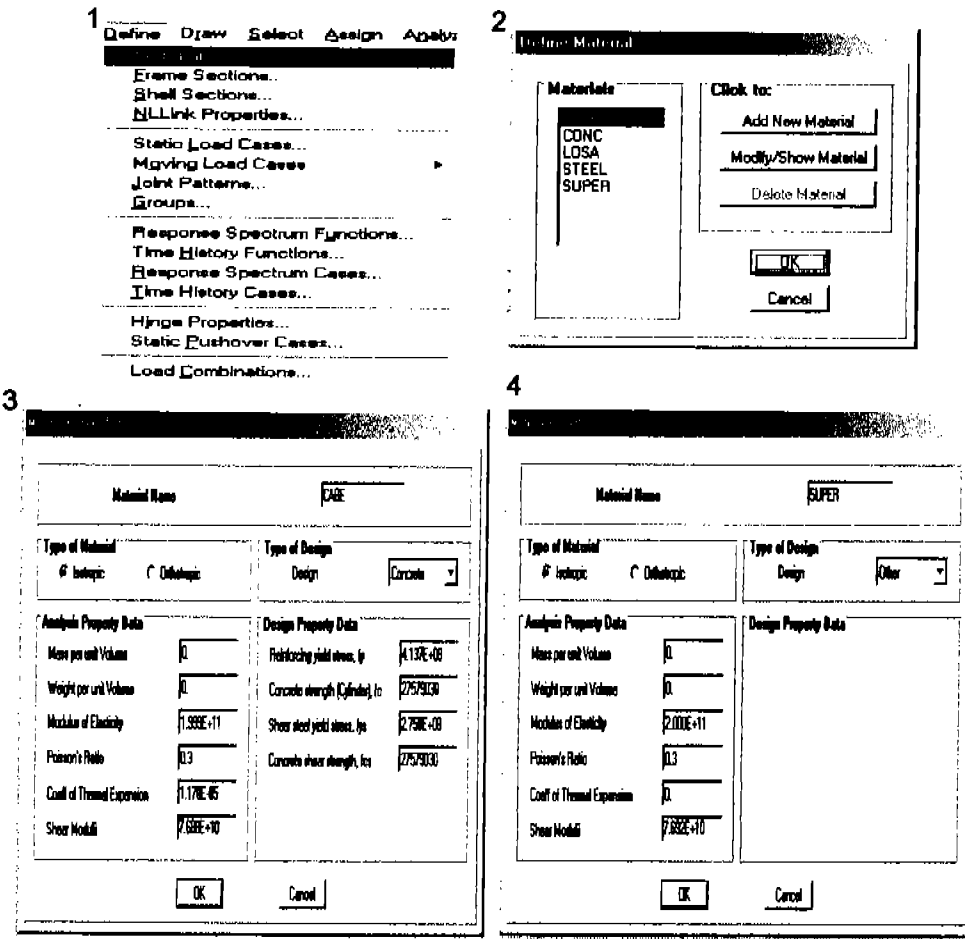 1
Define Draw Select Assign
Frame Sections..
Shell Sections...
NLLink Properties...
Static Load Cases...
Moving Load Cases
Joint Patterns...
Groups...
Response Spectrum Functions...
Time History Functions...
Response Spectrum Cases...
Time History Cases...
Hinge Properties...
Static Pushover Cases...
Load Combinations...
2
Define Material
Materials
CONC
LOSA
STEEL
SUPER
Click to:
Add New Material
Modify/Show Material
Delete Material
OK
Cancel
3
Material Name
Type of Material
Isotropic Orthotropic
Type of Design
Design Concrete
Analysis Property Data
Mass per unit Volume 0.
Weight per unit Volume 0.
Modulus of Elasticity 1.999E+11
Poisson's Ratio 0.3
Coeff of Thermal Expansion 1.170E-05
Shear Moduli
Design Property Data
Reinforcing yield stress, fy 4.137E+08
Concrete strength (Cylinder), fc 27579030
Shear steel yield stress, fys 2.758E+08
Concrete shear strength, fcs 27579030
OK Cancel
4
Material Name SUPER
Type of Material
Isotropic Orthotropic
Type of Design
Design Other
Analysis Property Data
Mass per unit Volume 0.
Weight per unit Volume 0.
Modulus of Elasticity 2.000E+11
Poisson's Ratio 0.3
Coeff of Thermal Expansion 0.
Shear Moduli 7.692E+10
Design Property Data
OK Cancel